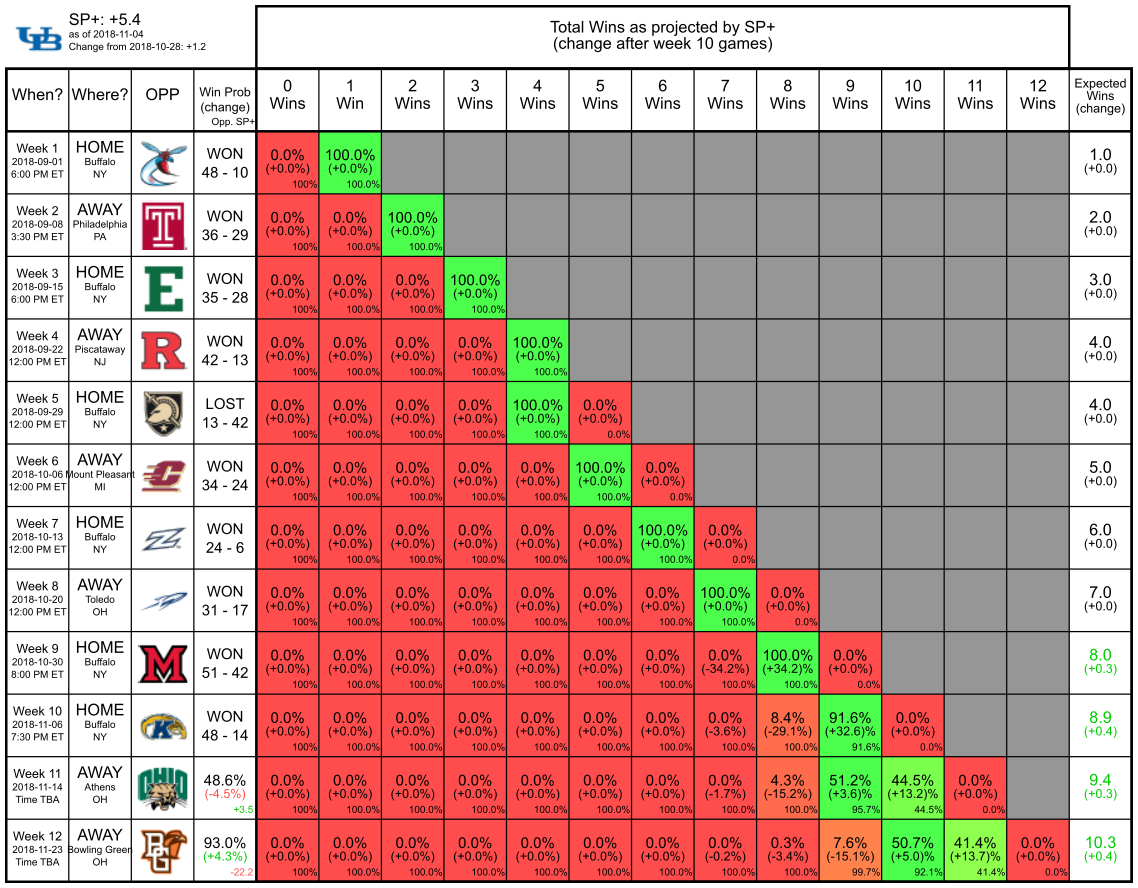 UB
SP+: +5.4
as of 2018-11-04
Change from 2018-10-28: +1.2
Total Wins as projected by SP+
(change after week 10 games)
When? Where? OPP Win Prob (change) Opp. SP+ 0 Wins 1 Win 2 Wins 3 Wins 4 Wins 5 Wins 6 Wins 7 Wins 8 Wins 9 Wins 10 Wins 11 Wins 12 Wins Expected Wins (change)
Week 1 HOME WON 0.0% 100.0% 1.0
2018-09-01 Buffalo (+0.0%) (+0.0%) (+0.0)
6:00 PM ET NY 48 - 10 100% 100.0%
Week 2 AWAY T WON 0.0% 0.0% 100.0% 2.0
2018-09-08 Philadelphia (+0.0%) (+0.0%) (+0.0%) (+0.0)
3:30 PM ET PA 36 - 29 100% 100.0% 100.0%
Week 3 HOME E WON 0.0% 0.0% 0.0% 100.0% 3.0
2018-09-15 Buffalo (+0.0%) (+0.0%) (+0.0%) (+0.0%) (+0.0)
6:00 PM ET NY 35 - 28 100% 100.0% 100.0% 100.0%
Week 4 AWAY R WON 0.0% 0.0% 0.0% 0.0% 100.0% 4.0
2018-09-22 Piscataway (+0.0%) (+0.0%) (+0.0%) (+0.0%) (+0.0%) (+0.0)
12:00 PM ET NJ 42 - 13 100% 100.0% 100.0% 100.0% 100.0%
Week 5 HOME LOST 0.0% 0.0% 0.0% 0.0% 100.0% 0.0% 4.0
2018-09-29 Buffalo (+0.0%) (+0.0%) (+0.0%) (+0.0%) (+0.0%) (+0.0%) (+0.0)
12:00 PM ET NY 13 - 42 100% 100.0% 100.0% 100.0% 100.0% 0.0%
Week 6 AWAY C WON 0.0% 0.0% 0.0% 0.0% 0.0% 100.0% 0.0% 5.0
2018-10-06 Mount Pleasant (+0.0%) (+0.0%) (+0.0%) (+0.0%) (+0.0%) (+0.0%) (+0.0%) (+0.0)
12:00 PM ET MI 34 - 24 100% 100.0% 100.0% 100.0% 100.0% 100.0% 0.0%
Week 7 HOME Z WON 0.0% 0.0% 0.0% 0.0% 0.0% 0.0% 100.0% 0.0% 6.0
2018-10-13 Buffalo (+0.0%) (+0.0%) (+0.0%) (+0.0%) (+0.0%) (+0.0%) (+0.0%) (+0.0%) (+0.0)
12:00 PM ET NY 24 - 6 100% 100.0% 100.0% 100.0% 100.0% 100.0% 100.0% 0.0%
Week 8 AWAY WON 0.0% 0.0% 0.0% 0.0% 0.0% 0.0% 0.0% 100.0% 0.0% 7.0
2018-10-20 Toledo (+0.0%) (+0.0%) (+0.0%) (+0.0%) (+0.0%) (+0.0%) (+0.0%) (+0.0%) (+0.0%) (+0.0)
12:00 PM ET OH 31 - 17 100% 100.0% 100.0% 100.0% 100.0% 100.0% 100.0% 100.0% 0.0%
Week 9 HOME M WON 0.0% 0.0% 0.0% 0.0% 0.0% 0.0% 0.0% 0.0% 100.0% 0.0% 8.0
2018-10-30 Buffalo (+0.0%) (+0.0%) (+0.0%) (+0.0%) (+0.0%) (+0.0%) (+0.0%) (-34.2%) (+34.2)% (+0.0%) (+0.3)
8:00 PM ET NY 51 - 42 100% 100.0% 100.0% 100.0% 100.0% 100.0% 100.0% 100.0% 100.0% 0.0%
Week 10 HOME K WON 0.0% 0.0% 0.0% 0.0% 0.0% 0.0% 0.0% 0.0% 8.4% 91.6% 0.0% 8.9
2018-11-06 Buffalo (+0.0%) (+0.0%) (+0.0%) (+0.0%) (+0.0%) (+0.0%) (+0.0%) (-3.6%) (-29.1%) (+32.6)% (+0.0%) (+0.4)
7:30 PM ET NY 48 - 14 100% 100.0% 100.0% 100.0% 100.0% 100.0% 100.0% 100.0% 100.0% 91.6% 0.0%
Week 11 AWAY OHIO 48.6% 0.0% 0.0% 0.0% 0.0% 0.0% 0.0% 0.0% 0.0% 4.3% 51.2% 44.5% 0.0% 9.4
2018-11-14 Athens (-4.5%) (+0.0%) (+0.0%) (+0.0%) (+0.0%) (+0.0%) (+0.0%) (+0.0%) (-1.7%) (-15.2%) (+3.6)% (+13.2)% (+0.0%) (+0.3)
Time TBA OH +3.5 100% 100.0% 100.0% 100.0% 100.0% 100.0% 100.0% 100.0% 100.0% 95.7% 44.5% 0.0%
Week 12 AWAY BG 93.0% 0.0% 0.0% 0.0% 0.0% 0.0% 0.0% 0.0% 0.0% 0.3% 7.6% 50.7% 41.4% 0.0% 10.3
2018-11-23 Bowling Green (+4.3%) (+0.0%) (+0.0%) (+0.0%) (+0.0%) (+0.0%) (+0.0%) (+0.0%) (-0.2%) (-3.4%) (-15.1%) (+5.0)% (+13.7)% (+0.0%) (+0.4)
Time TBA OH -22.2 100% 100.0% 100.0% 100.0% 100.0% 100.0% 100.0% 100.0% 100.0% 99.7% 92.1% 41.4% 0.0%